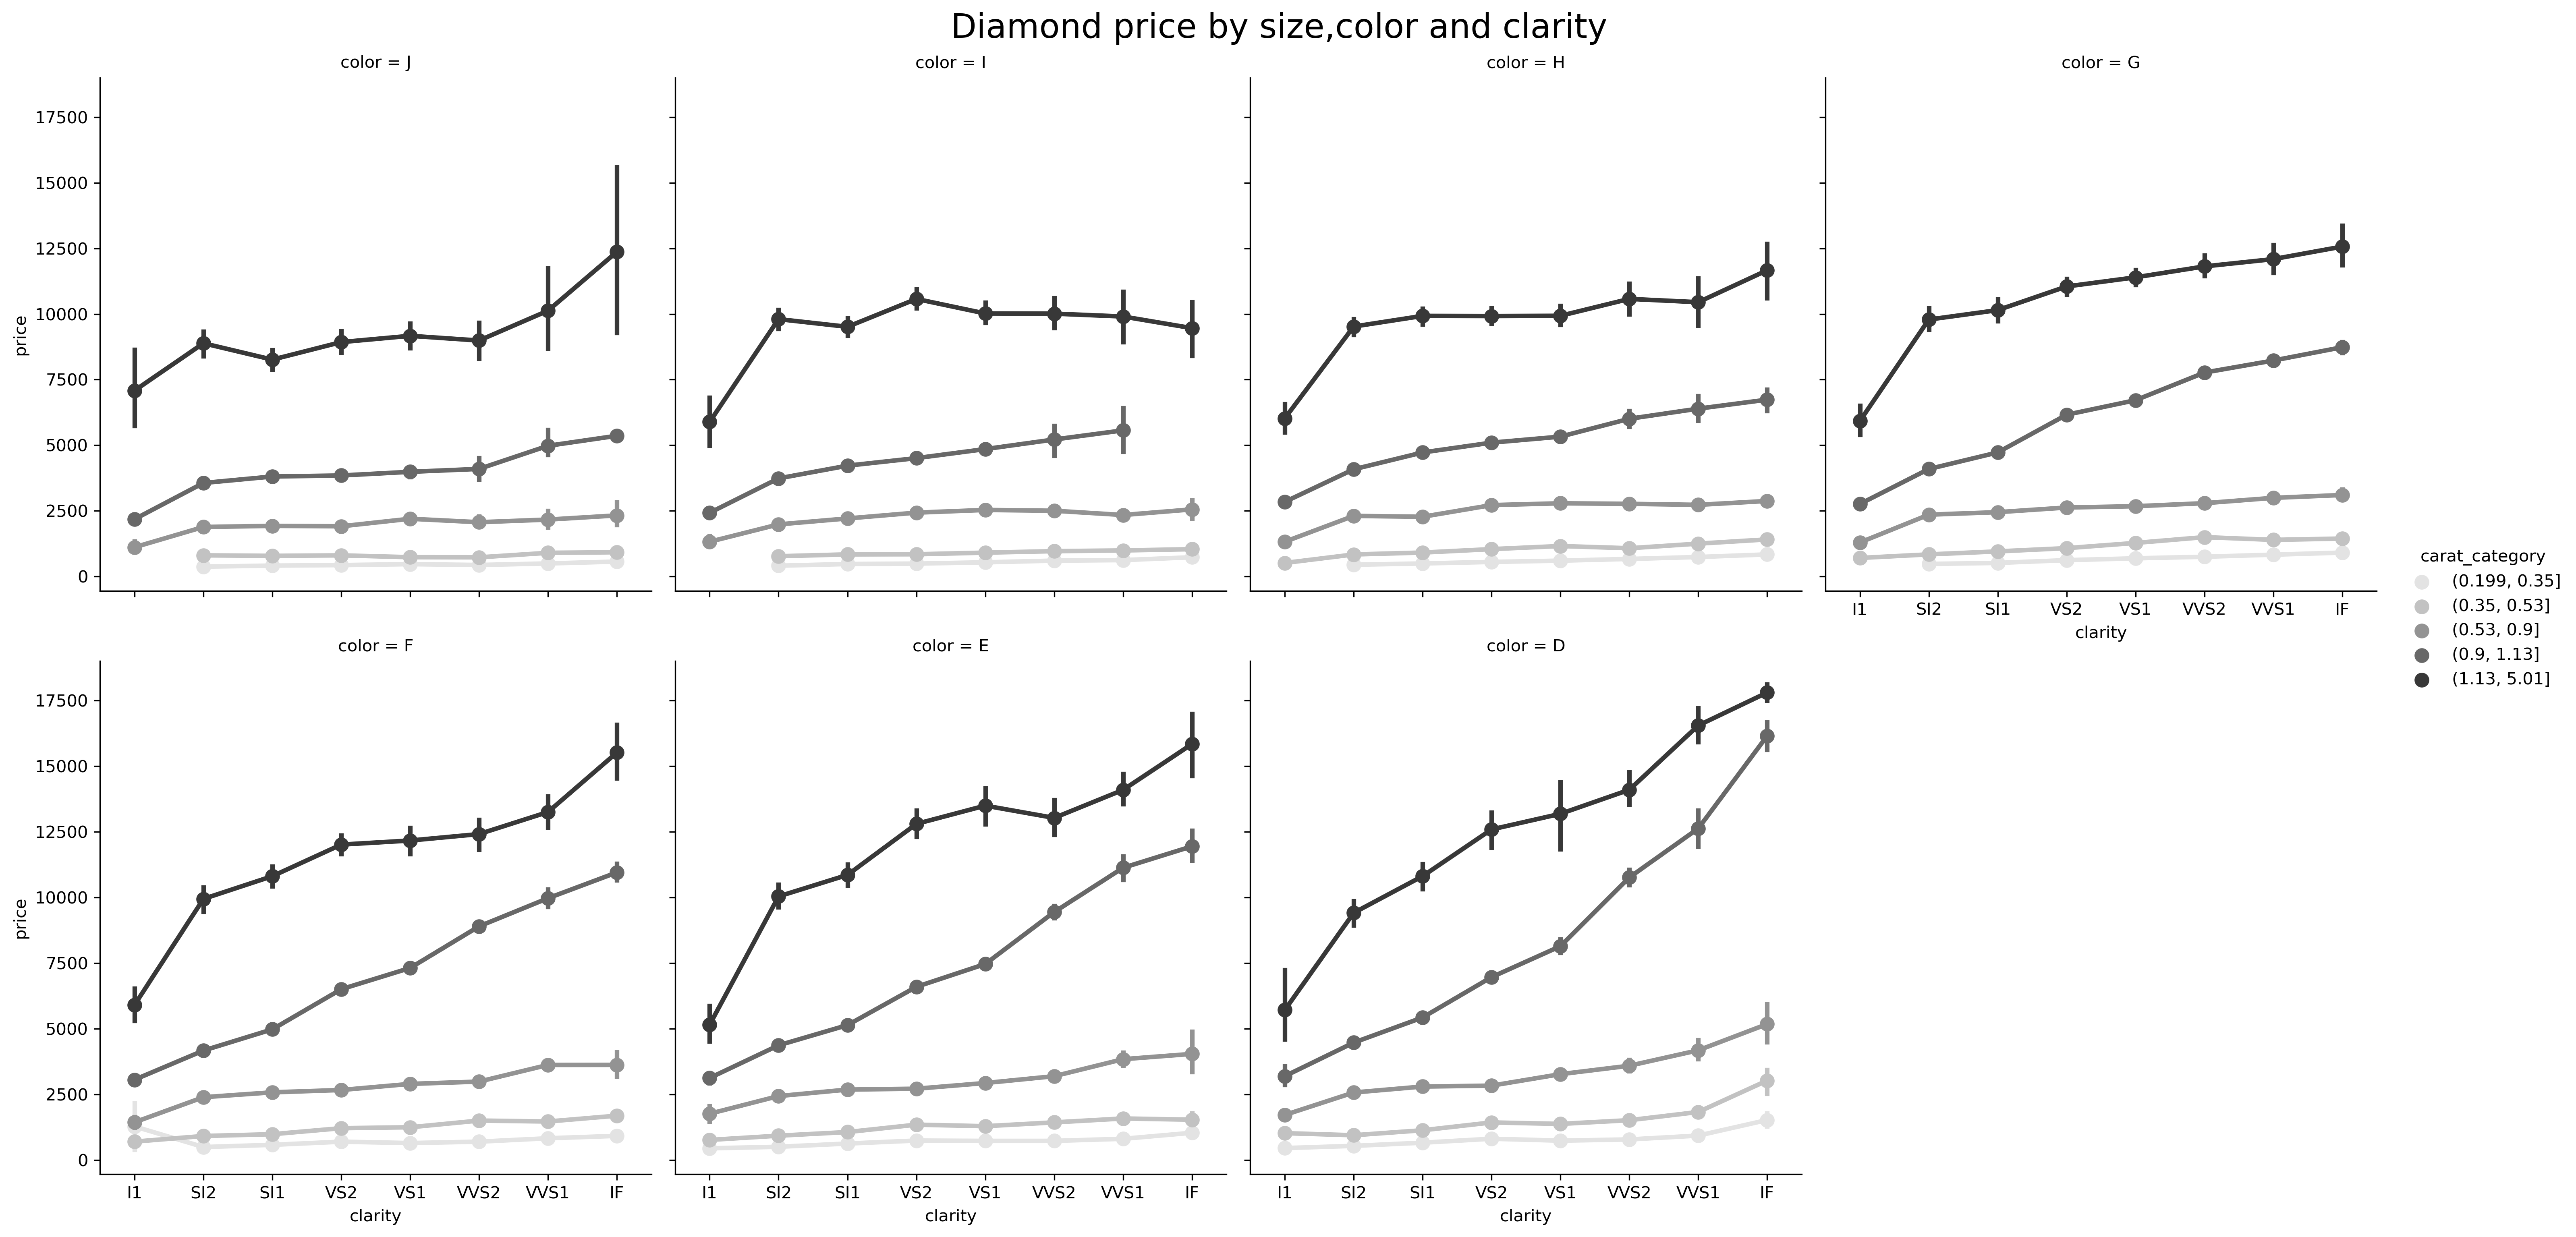 Diamond price by size,color and clarity
color = J
color = I
color = H
color = G
17500
15000
12500
10000
7500
5000
2500
0
price
I1 SI2 SI1 VS2 VS1 VVS2 VVS1 IF
clarity
carat_category
(0.199, 0.35]
(0.35, 0.53]
(0.53, 0.9]
(0.9, 1.13]
(1.13, 5.01]
color = F
color = E
color = D
17500
15000
12500
10000
7500
5000
2500
0
price
I1 SI2 SI1 VS2 VS1 VVS2 VVS1 IF
clarity
I1 SI2 SI1 VS2 VS1 VVS2 VVS1 IF
clarity
I1 SI2 SI1 VS2 VS1 VVS2 VVS1 IF
clarity